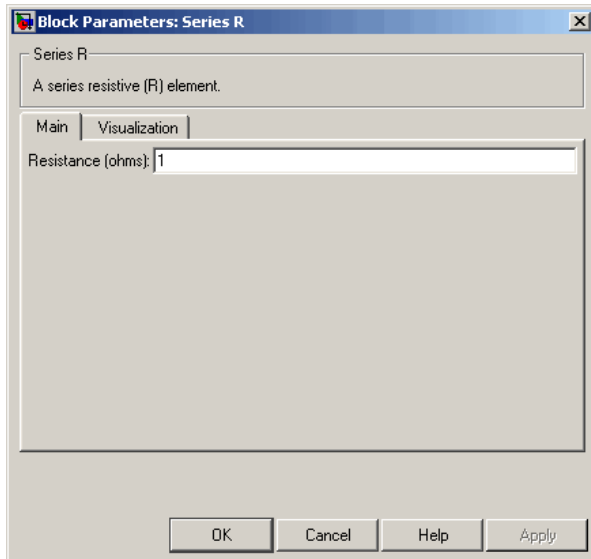 Block Parameters: Series R
Series R
A series resistive (R) element.
Main
Visualization
Resistance (ohms): 1
OK
Cancel
Help
Apply